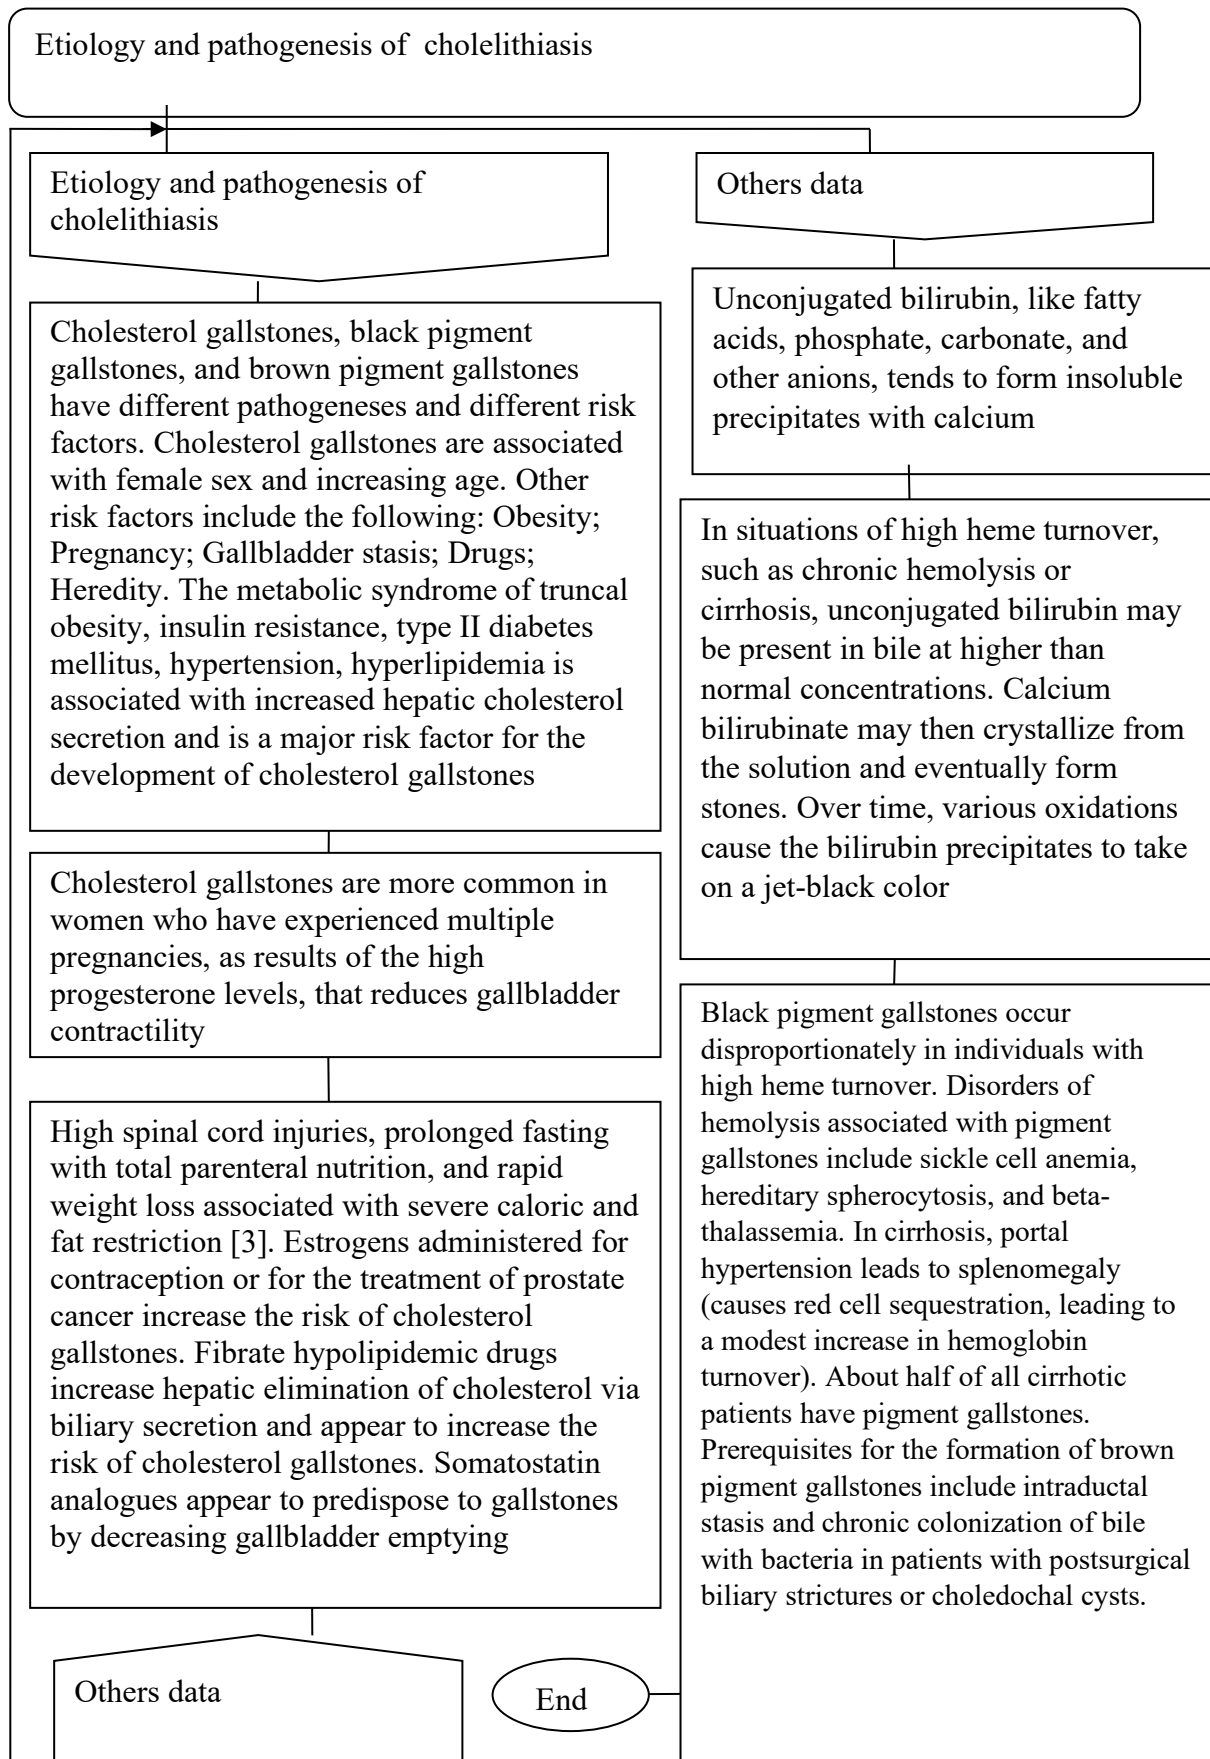 Etiology and pathogenesis of  cholelithiasis
Etiology and pathogenesis of
cholelithiasis
Cholesterol gallstones, black pigment
gallstones, and brown pigment gallstones
have different pathogeneses and different risk
factors. Cholesterol gallstones are associated
with female sex and increasing age. Other
risk factors include the following: Obesity;
Pregnancy; Gallbladder stasis; Drugs;
Heredity. The metabolic syndrome of truncal
obesity, insulin resistance, type II diabetes
mellitus, hypertension, hyperlipidemia is
associated with increased hepatic cholesterol
secretion and is a major risk factor for the
development of cholesterol gallstones
Cholesterol gallstones are more common in
women who have experienced multiple
pregnancies, as results of the high
progesterone levels, that reduces gallbladder
contractility
High spinal cord injuries, prolonged fasting
with total parenteral nutrition, and rapid
weight loss associated with severe caloric and
fat restriction [3]. Estrogens administered for
contraception or for the treatment of prostate
cancer increase the risk of cholesterol
gallstones. Fibrate hypolipidemic drugs
increase hepatic elimination of cholesterol via
biliary secretion and appear to increase the
risk of cholesterol gallstones. Somatostatin
analogues appear to predispose to gallstones
by decreasing gallbladder emptying
Others data
Others data
Unconjugated bilirubin, like fatty
acids, phosphate, carbonate, and
other anions, tends to form insoluble
precipitates with calcium
In situations of high heme turnover,
such as chronic hemolysis or
cirrhosis, unconjugated bilirubin may
be present in bile at higher than
normal concentrations. Calcium
bilirubinate may then crystallize from
the solution and eventually form
stones. Over time, various oxidations
cause the bilirubin precipitates to take
on a jet-black color
Black pigment gallstones occur
disproportionately in individuals with
high heme turnover. Disorders of
hemolysis associated with pigment
gallstones include sickle cell anemia,
hereditary spherocytosis, and beta-
thalassemia. In cirrhosis, portal
hypertension leads to splenomegaly
(causes red cell sequestration, leading to
a modest increase in hemoglobin
turnover). About half of all cirrhotic
patients have pigment gallstones.
Prerequisites for the formation of brown
pigment gallstones include intraductal
stasis and chronic colonization of bile
with bacteria in patients with postsurgical
biliary strictures or choledochal cysts.
End